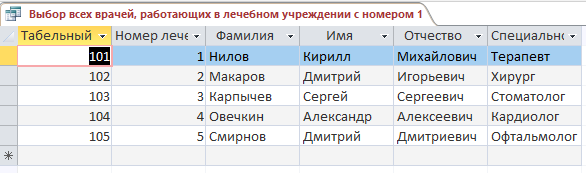 Выбор всех врачей, работающих в лечебном учреждении с номером 1
Табельный Номер лече Фамилия Имя Отчество Специально
101 1 Нилов Кирилл Михайлович Терапевт
102 2 Макаров Дмитрий Игорьевич Хирург
103 3 Карпычев Сергей Сергеевич Стоматолог
104 4 Овечкин Александр Алексеевич Кардиолог
105 5 Смирнов Дмитрий Дмитриевич Офтальмолог